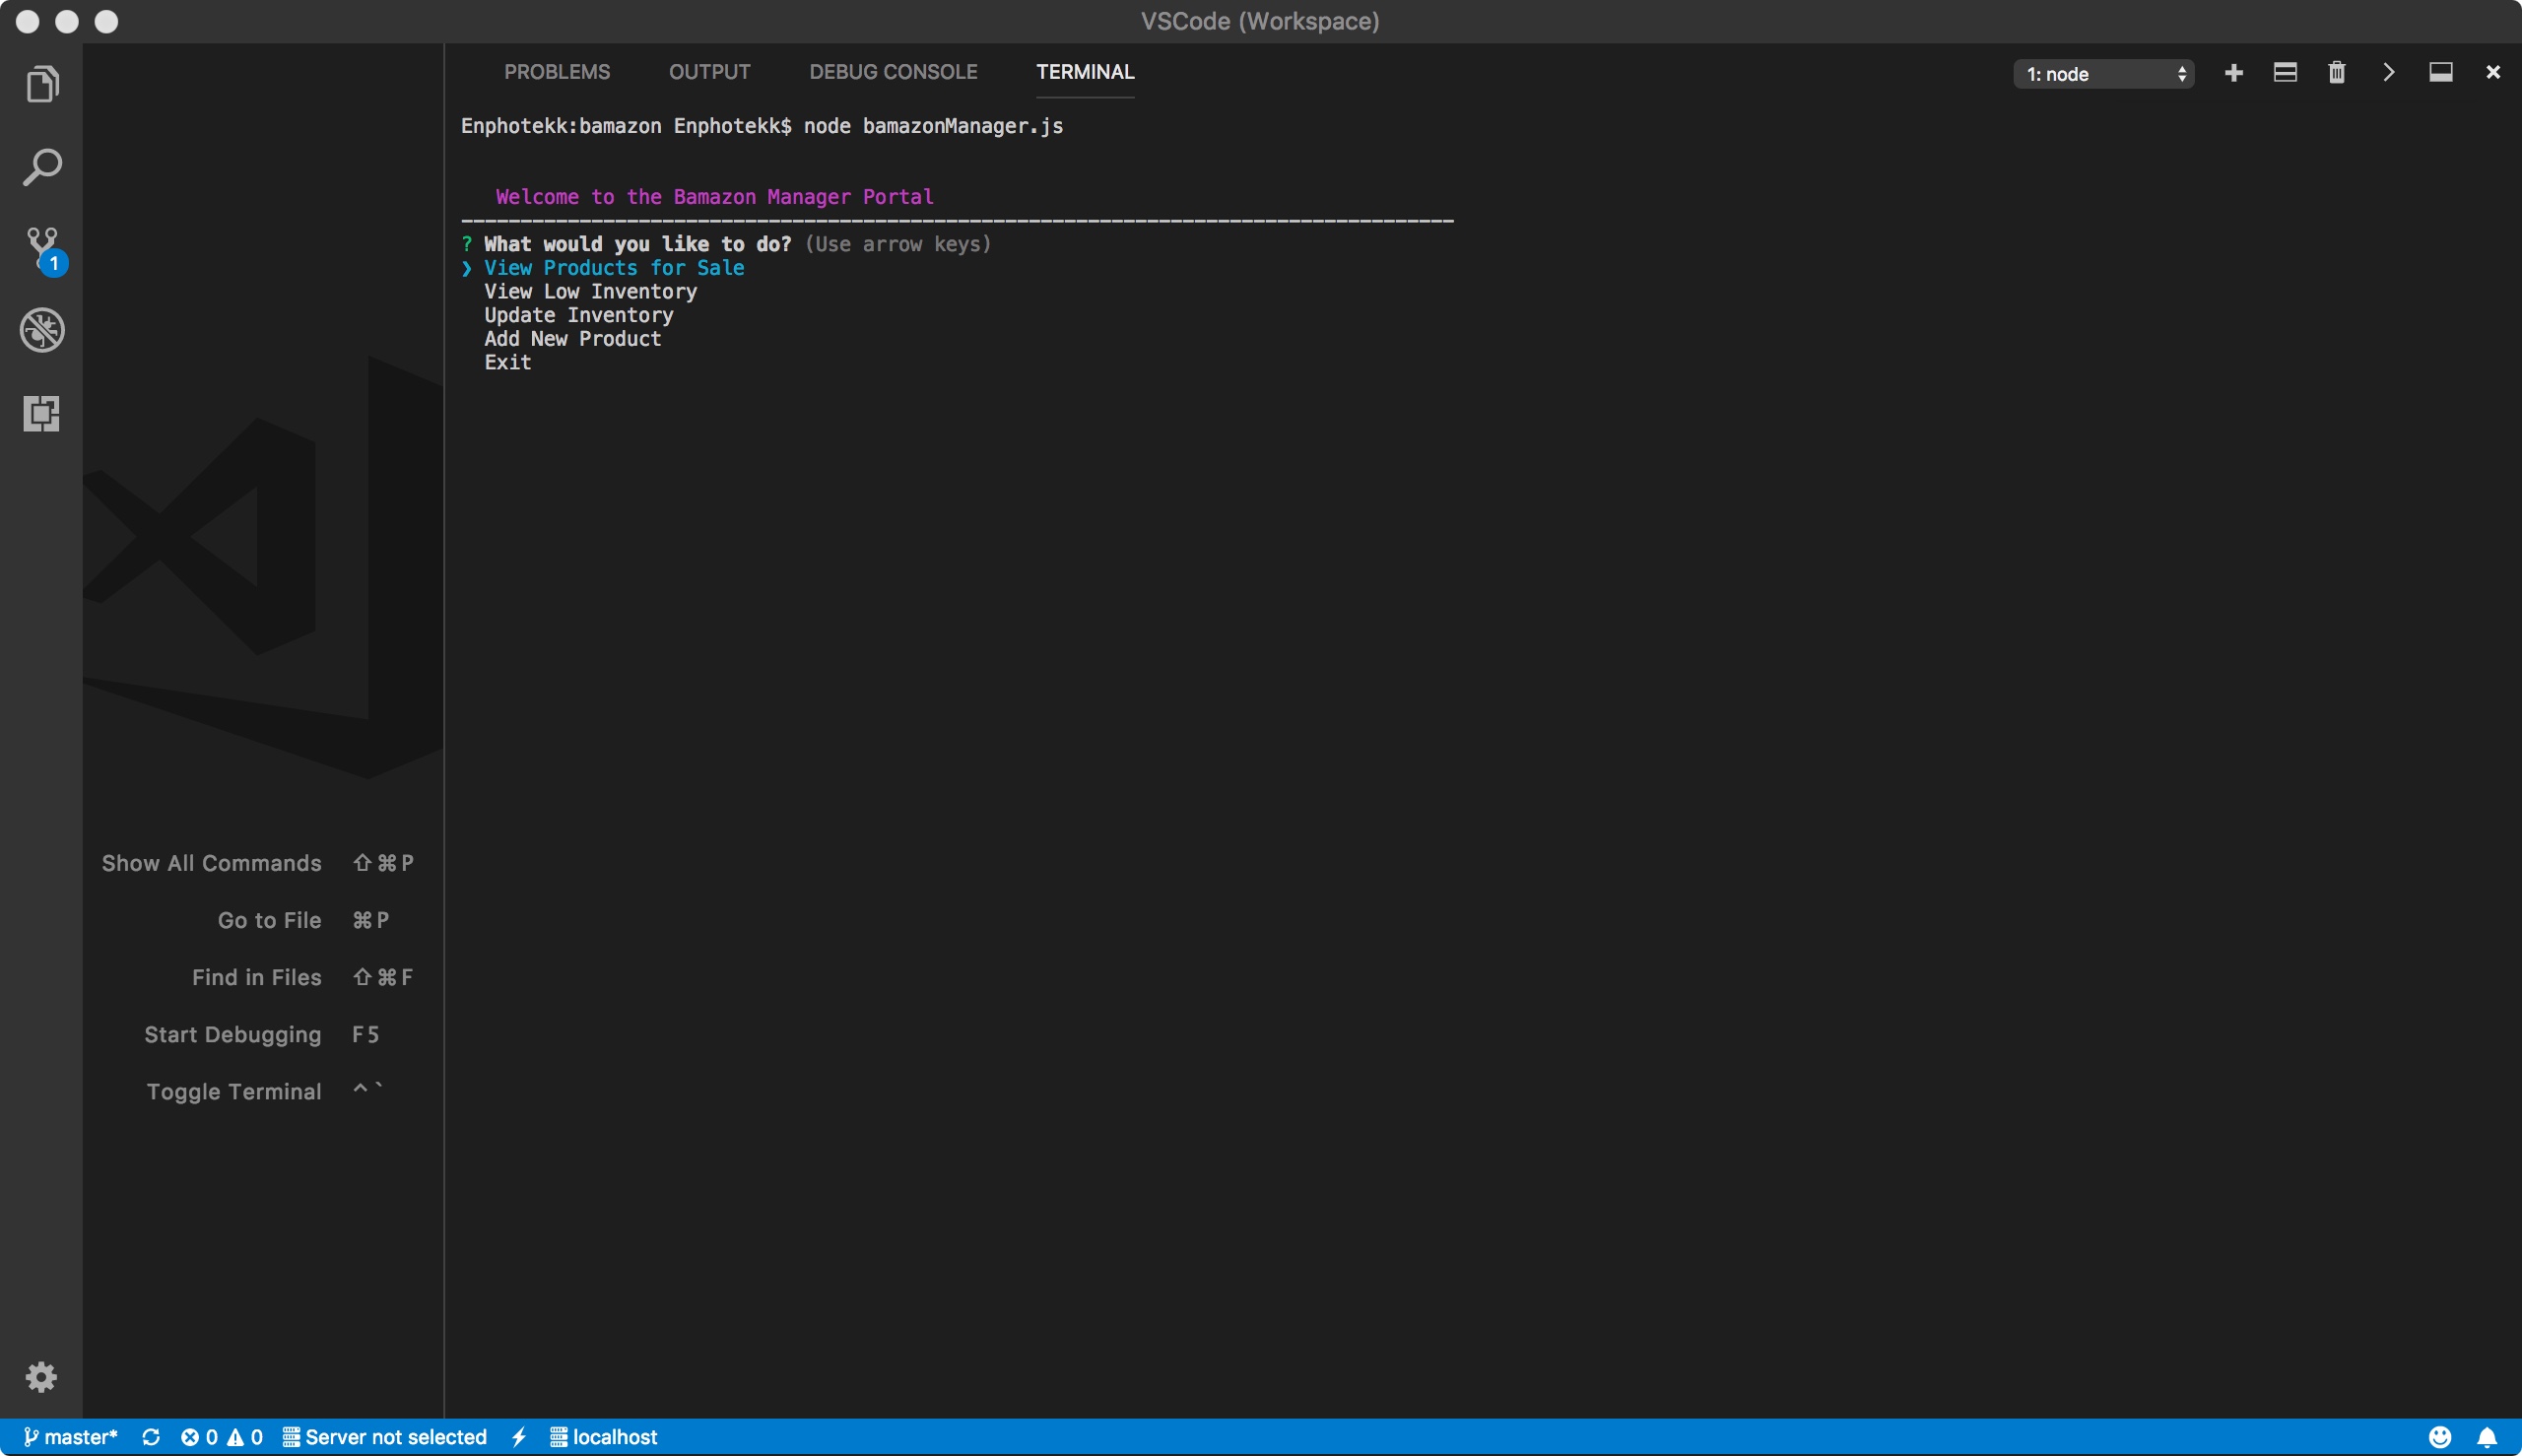 VSCode (Workspace)
PROBLEMS OUTPUT DEBUG CONSOLE TERMINAL
1: node
Enphotekk:bamazon Enphotekk$ node bamazonManager.js
Welcome to the Bamazon Manager Portal
------------------------------------------------------------------------------------
? What would you like to do? (Use arrow keys)
❯ View Products for Sale
View Low Inventory
Update Inventory
Add New Product
Exit
1
Show All Commands ⇧⌘P
Go to File ⌘P
Find in Files ⇧⌘F
Start Debugging F5
Toggle Terminal ^`
master* 0 0 Server not selected localhost